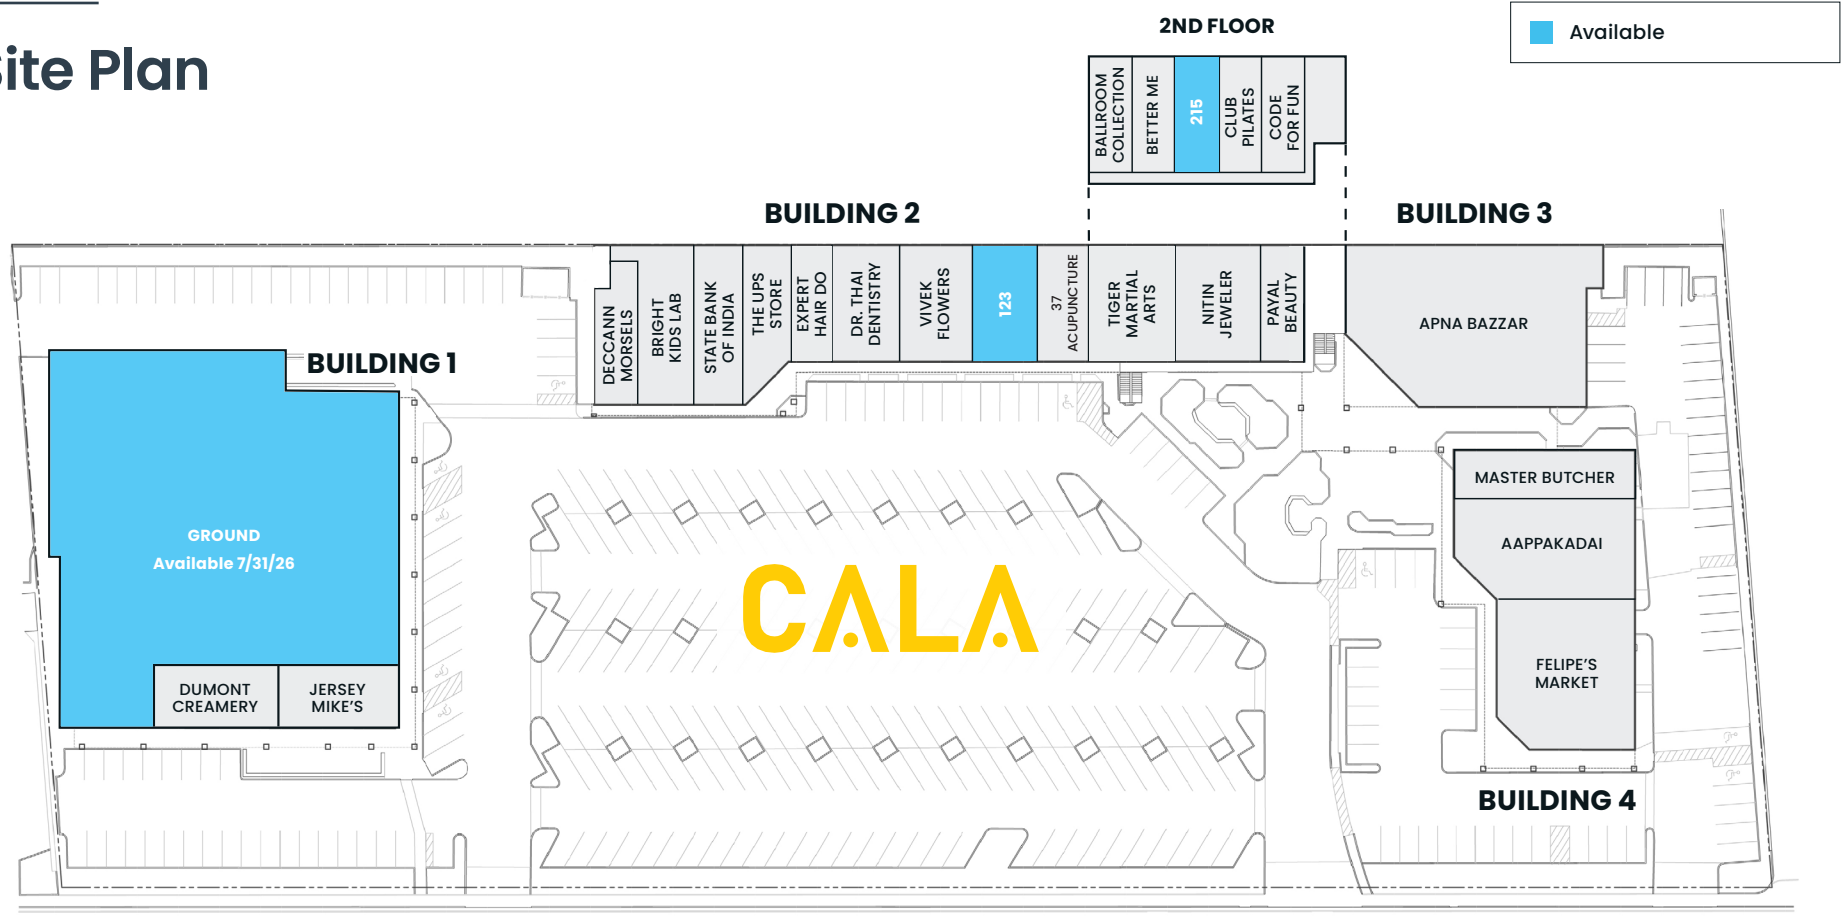 Site Plan
Available
2ND FLOOR
BALLROOM
COLLECTION
BETTER ME
215
CLUB
PILATES
CODE
FOR FUN
BUILDING 2
BUILDING 3
DECCANN
MORSELS
BRIGHT
KIDS LAB
STATE BANK
OF INDIA
THE UPS
STORE
EXPERT
HAIR DO
DR. THAI
DENTISTRY
VIVEK
FLOWERS
123
37
ACUPUNCTURE
TIGER
MARTIAL
ARTS
NITIN
JEWELER
PAYAL
BEAUTY
APNA BAZZAR
BUILDING 1
GROUND
Available 7/31/26
DUMONT
CREAMERY
JERSEY
MIKE'S
CALA
MASTER BUTCHER
AAPPAKADAI
FELIPE'S
MARKET
BUILDING 4